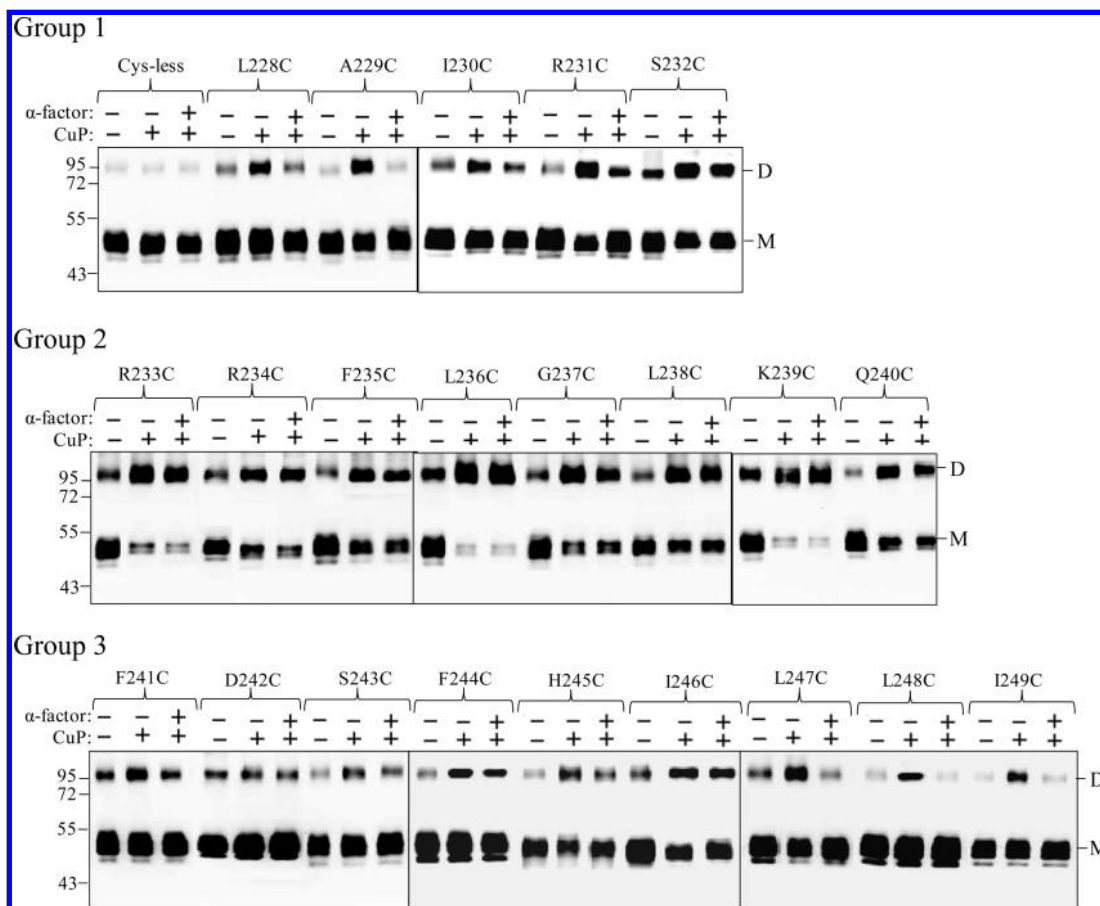 Group 1
Cys-less L228C A229C I230C R231C S232C
α-factor: − − + − − + − − + − − + − − + − − +
CuP: − + + − + + − + + − + + − + + − + +
95 D
72
55
M
43
Group 2
R233C R234C F235C L236C G237C L238C K239C Q240C
α-factor: − − + − − + − − + − − + − − + − − + − − + − − +
CuP: − + + − + + − + + − + + − + + − + + − + + − + +
D
95
72
55
M
43
Group 3
F241C D242C S243C F244C H245C I246C L247C L248C I249C
α-factor: − − + − − + − − + − − + − − + − − + − − + − − + − − +
CuP: − + + − + + − + + − + + − + + − + + − + + − + + − + +
95 D
72
55
M
43